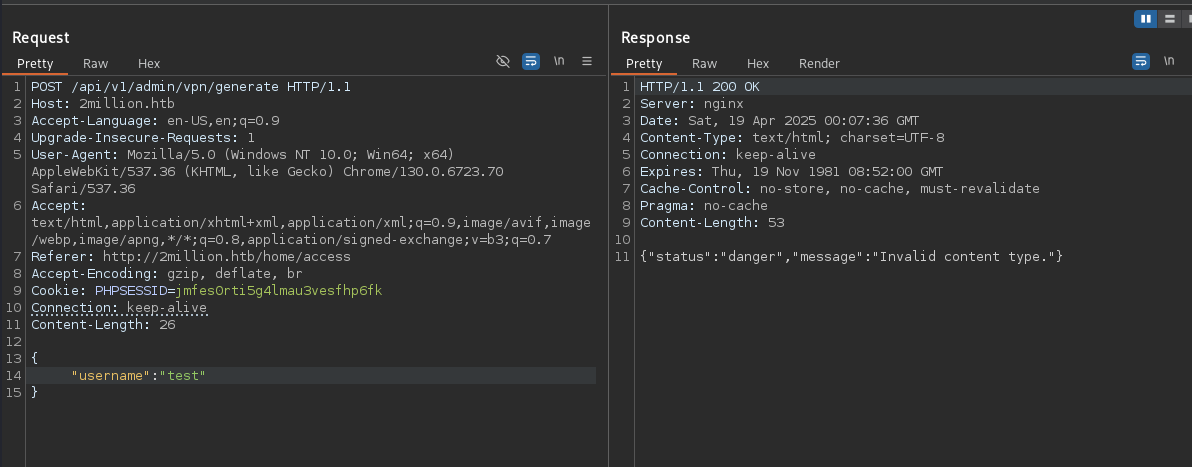 Request
Pretty Raw Hex \n
1 POST /api/v1/admin/vpn/generate HTTP/1.1
2 Host: 2million.htb
3 Accept-Language: en-US,en;q=0.9
4 Upgrade-Insecure-Requests: 1
5 User-Agent: Mozilla/5.0 (Windows NT 10.0; Win64; x64)
AppleWebKit/537.36 (KHTML, like Gecko) Chrome/130.0.6723.70
Safari/537.36
6 Accept:
text/html,application/xhtml+xml,application/xml;q=0.9,image/avif,image
/webp,image/apng,*/*;q=0.8,application/signed-exchange;v=b3;q=0.7
7 Referer: http://2million.htb/home/access
8 Accept-Encoding: gzip, deflate, br
9 Cookie: PHPSESSID=jmfes0rti5g4lmau3vesfhp6fk
10 Connection: keep-alive
11 Content-Length: 26
12
13 {
14 "username":"test"
15 }
Response
Pretty Raw Hex Render \n
1 HTTP/1.1 200 OK
2 Server: nginx
3 Date: Sat, 19 Apr 2025 00:07:36 GMT
4 Content-Type: text/html; charset=UTF-8
5 Connection: keep-alive
6 Expires: Thu, 19 Nov 1981 08:52:00 GMT
7 Cache-Control: no-store, no-cache, must-revalidate
8 Pragma: no-cache
9 Content-Length: 53
10
11 {"status":"danger","message":"Invalid content type."}